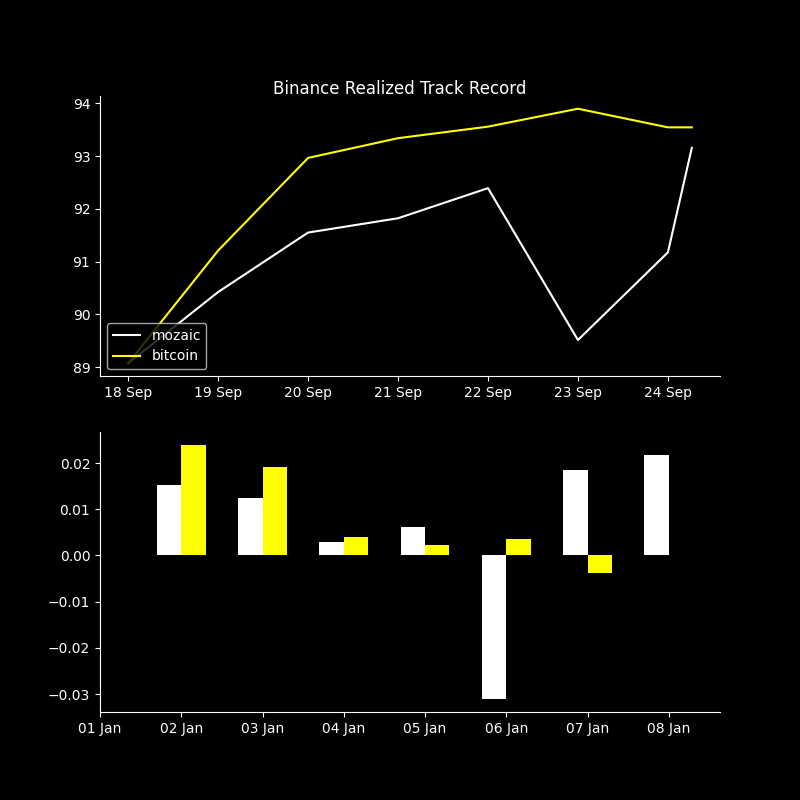 Binance Realized Track Record
94
93
92
91
90
89
mozaic
bitcoin
18 Sep 19 Sep 20 Sep 21 Sep 22 Sep 23 Sep 24 Sep
0.02
0.01
0.00
−0.01
−0.02
−0.03
01 Jan 02 Jan 03 Jan 04 Jan 05 Jan 06 Jan 07 Jan 08 Jan